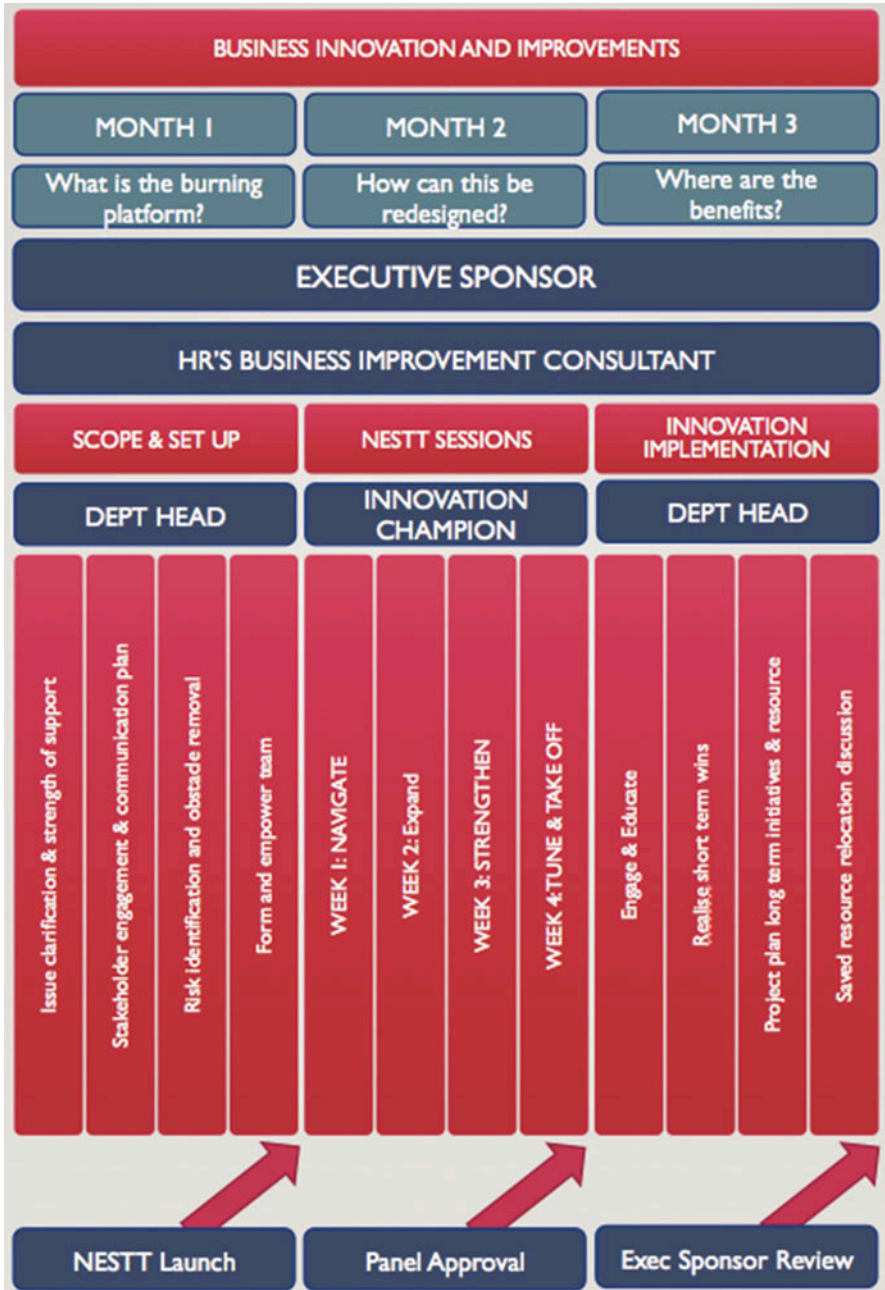 BUSINESS INNOVATION AND IMPROVEMENTS
MONTH 1
MONTH 2
MONTH 3
What is the burning
platform?
How can this be
redesigned?
Where are the
benefits?
EXECUTIVE SPONSOR
HR'S BUSINESS IMPROVEMENT CONSULTANT
SCOPE & SET UP
NESTT SESSIONS
INNOVATION
IMPLEMENTATION
DEPT HEAD
INNOVATION
CHAMPION
DEPT HEAD
Issue clarification & strength of support
Stakeholder engagement & communication plan
Risk identification and obstacle removal
Form and empower team
WEEK 1: NAVIGATE
WEEK 2: Expand
WEEK 3: STRENGTHEN
WEEK 4: TUNE & TAKE OFF
Engage & Educate
Realise short term wins
Project plan long term initiatives & resource
Saved resource relocation discussion
NESTT Launch
Panel Approval
Exec Sponsor Review